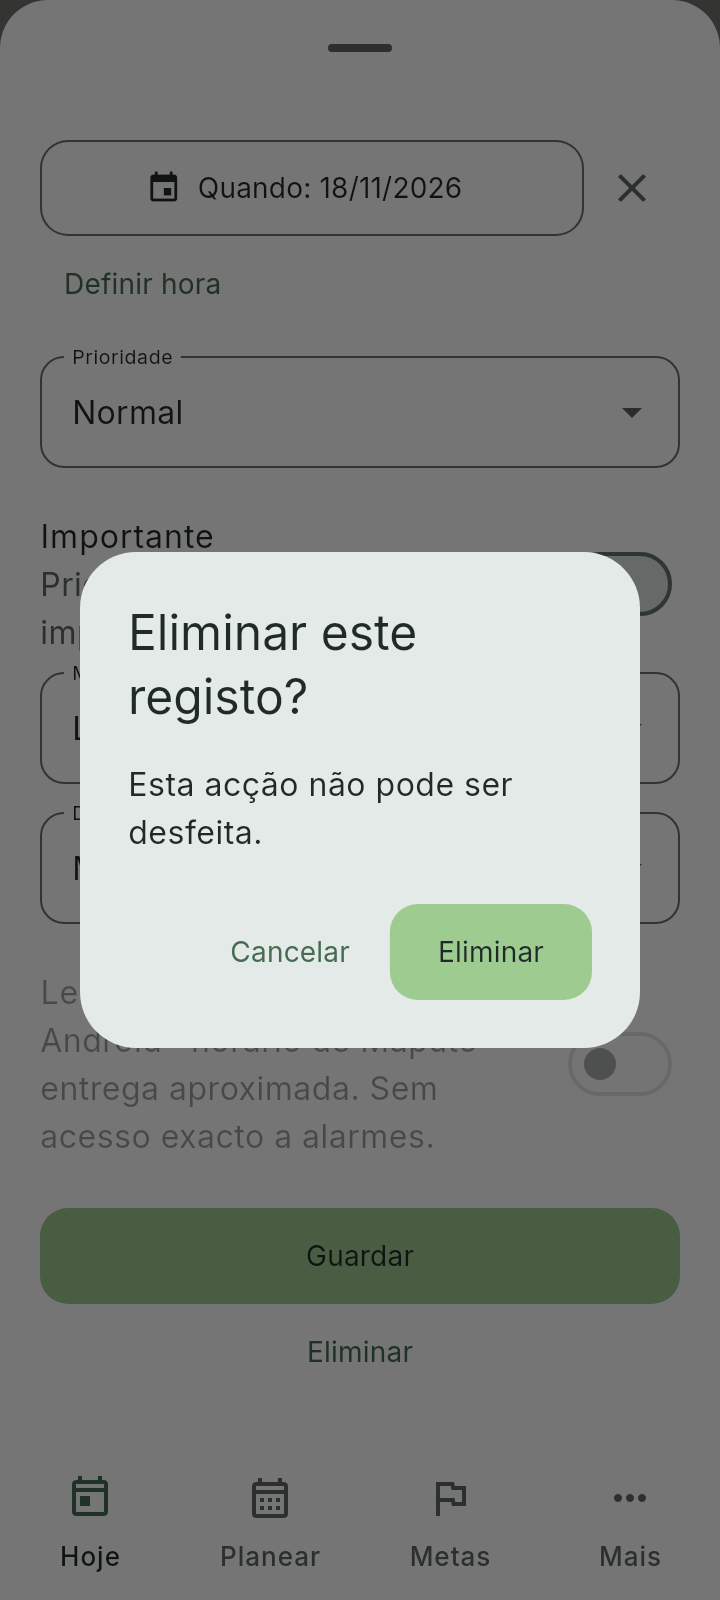 Quando: 18/11/2026
Definir hora
Prioridade
Normal
Importante
Eliminar este
registo?
Esta acção não pode ser
desfeita.
Cancelar
Eliminar
entrega aproximada. Sem
acesso exacto a alarmes.
Guardar
Eliminar
Hoje
Planear
Metas
Mais